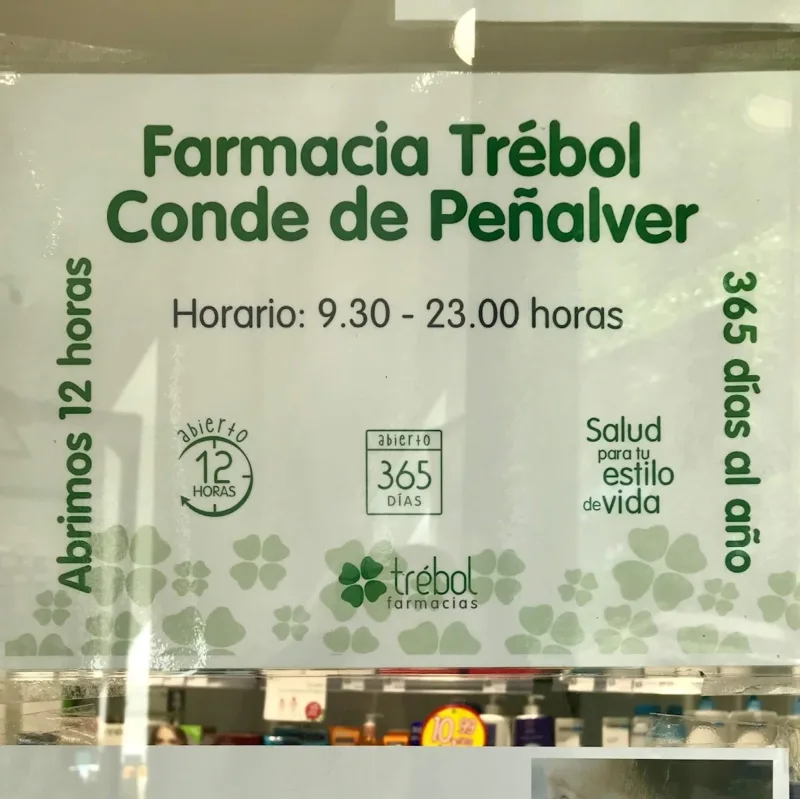 Farmacia Trébol
Conde de Peñalver
Abrimos 12 horas
Horario: 9.30 - 23.00 horas
365 días al año
abierto
12
HORAS
abierto
365
DÍAS
Salud
para tu
estilo
de vida
trébol
farmacias
10